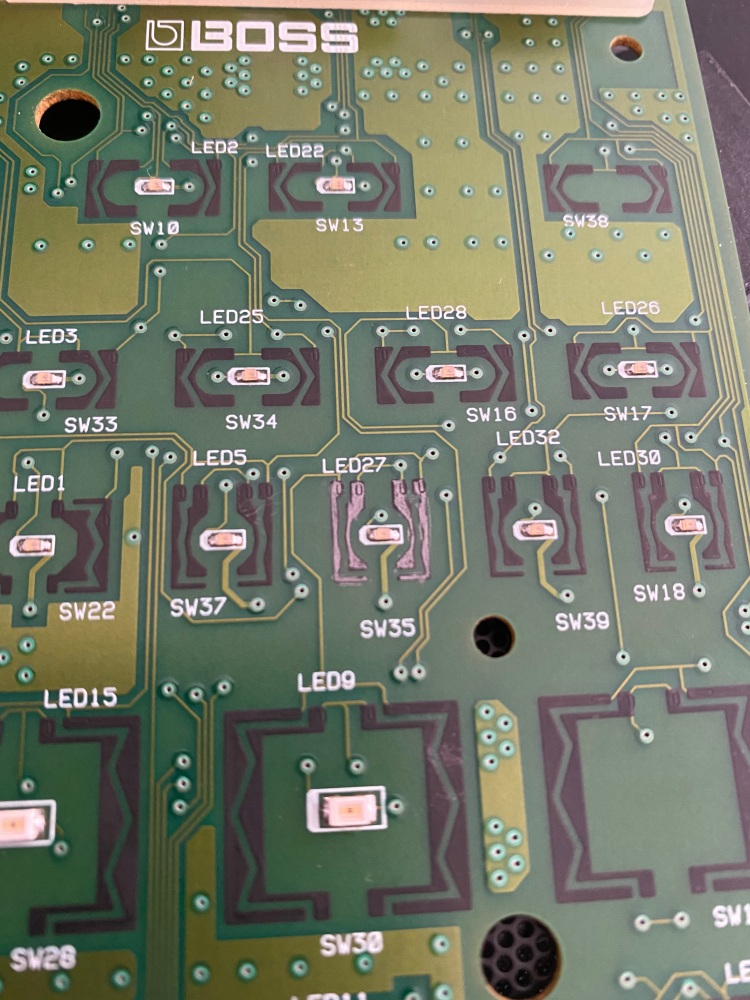 BOSS
LED2 LED22
SW10 SW13 SW38
LED3 LED25 LED28 LED26
SW33 SW34 SW16 SW17
LED1 LED5 LED27 LED32 LED30
SW22 SW37 SW35 SW39 SW18
LED15 LED9
SW28 SW30